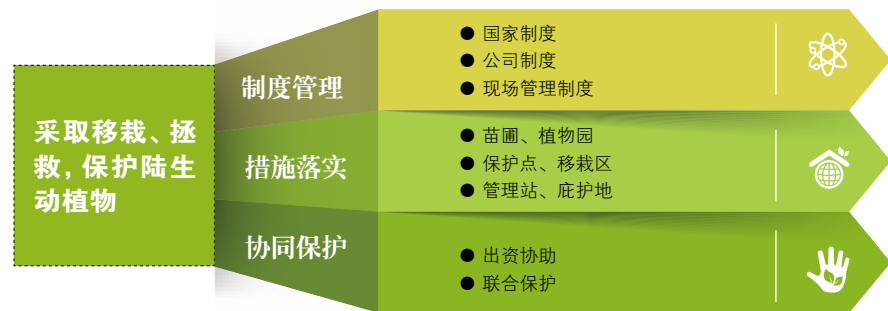 采取移栽、拯
救，保护陆生
动植物
制度管理
● 国家制度
● 公司制度
● 现场管理制度
措施落实
● 苗圃、植物园
● 保护点、移栽区
● 管理站、庇护地
协同保护
● 出资协助
● 联合保护